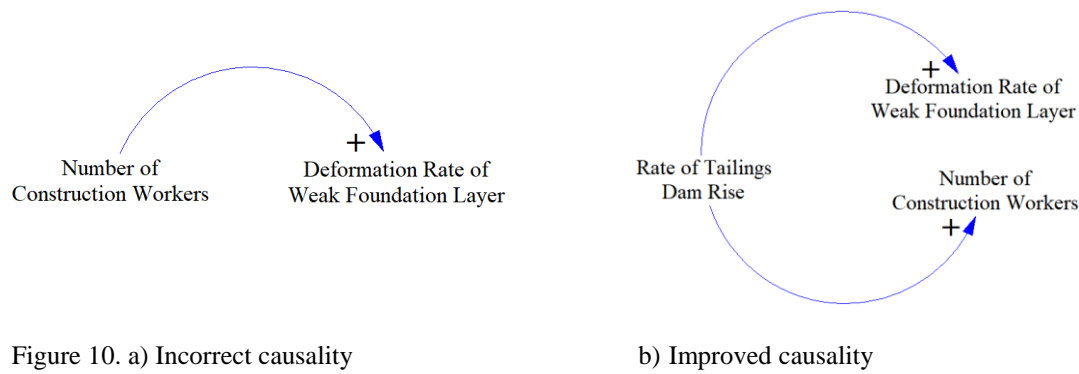 +
Number of
Construction Workers
Deformation Rate of
Weak Foundation Layer
+
Deformation Rate of
Weak Foundation Layer
Rate of Tailings
Dam Rise
Number of
Construction Workers
+
Figure 10. a) Incorrect causality
b) Improved causality